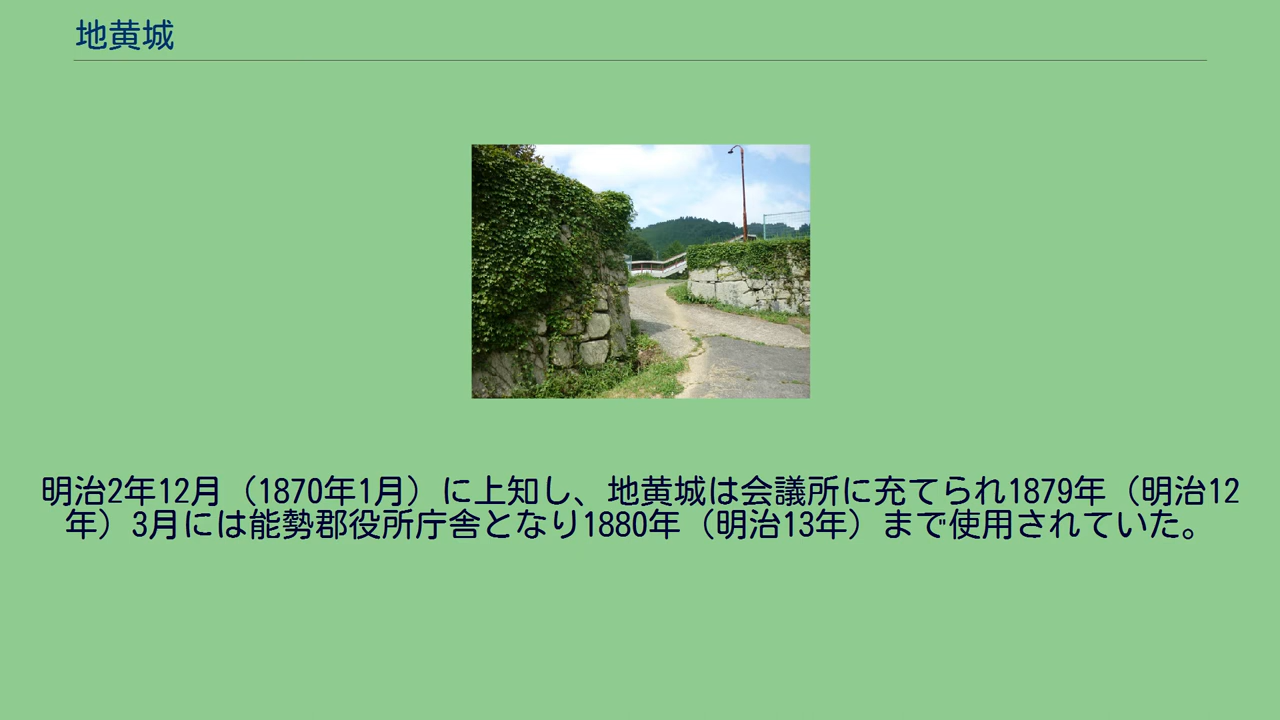 地黄城
明治2年12月（1870年1月）に上知し、地黄城は会議所に充てられ1879年（明治12
年）3月には能勢郡役所庁舎となり1880年（明治13年）まで使用されていた。